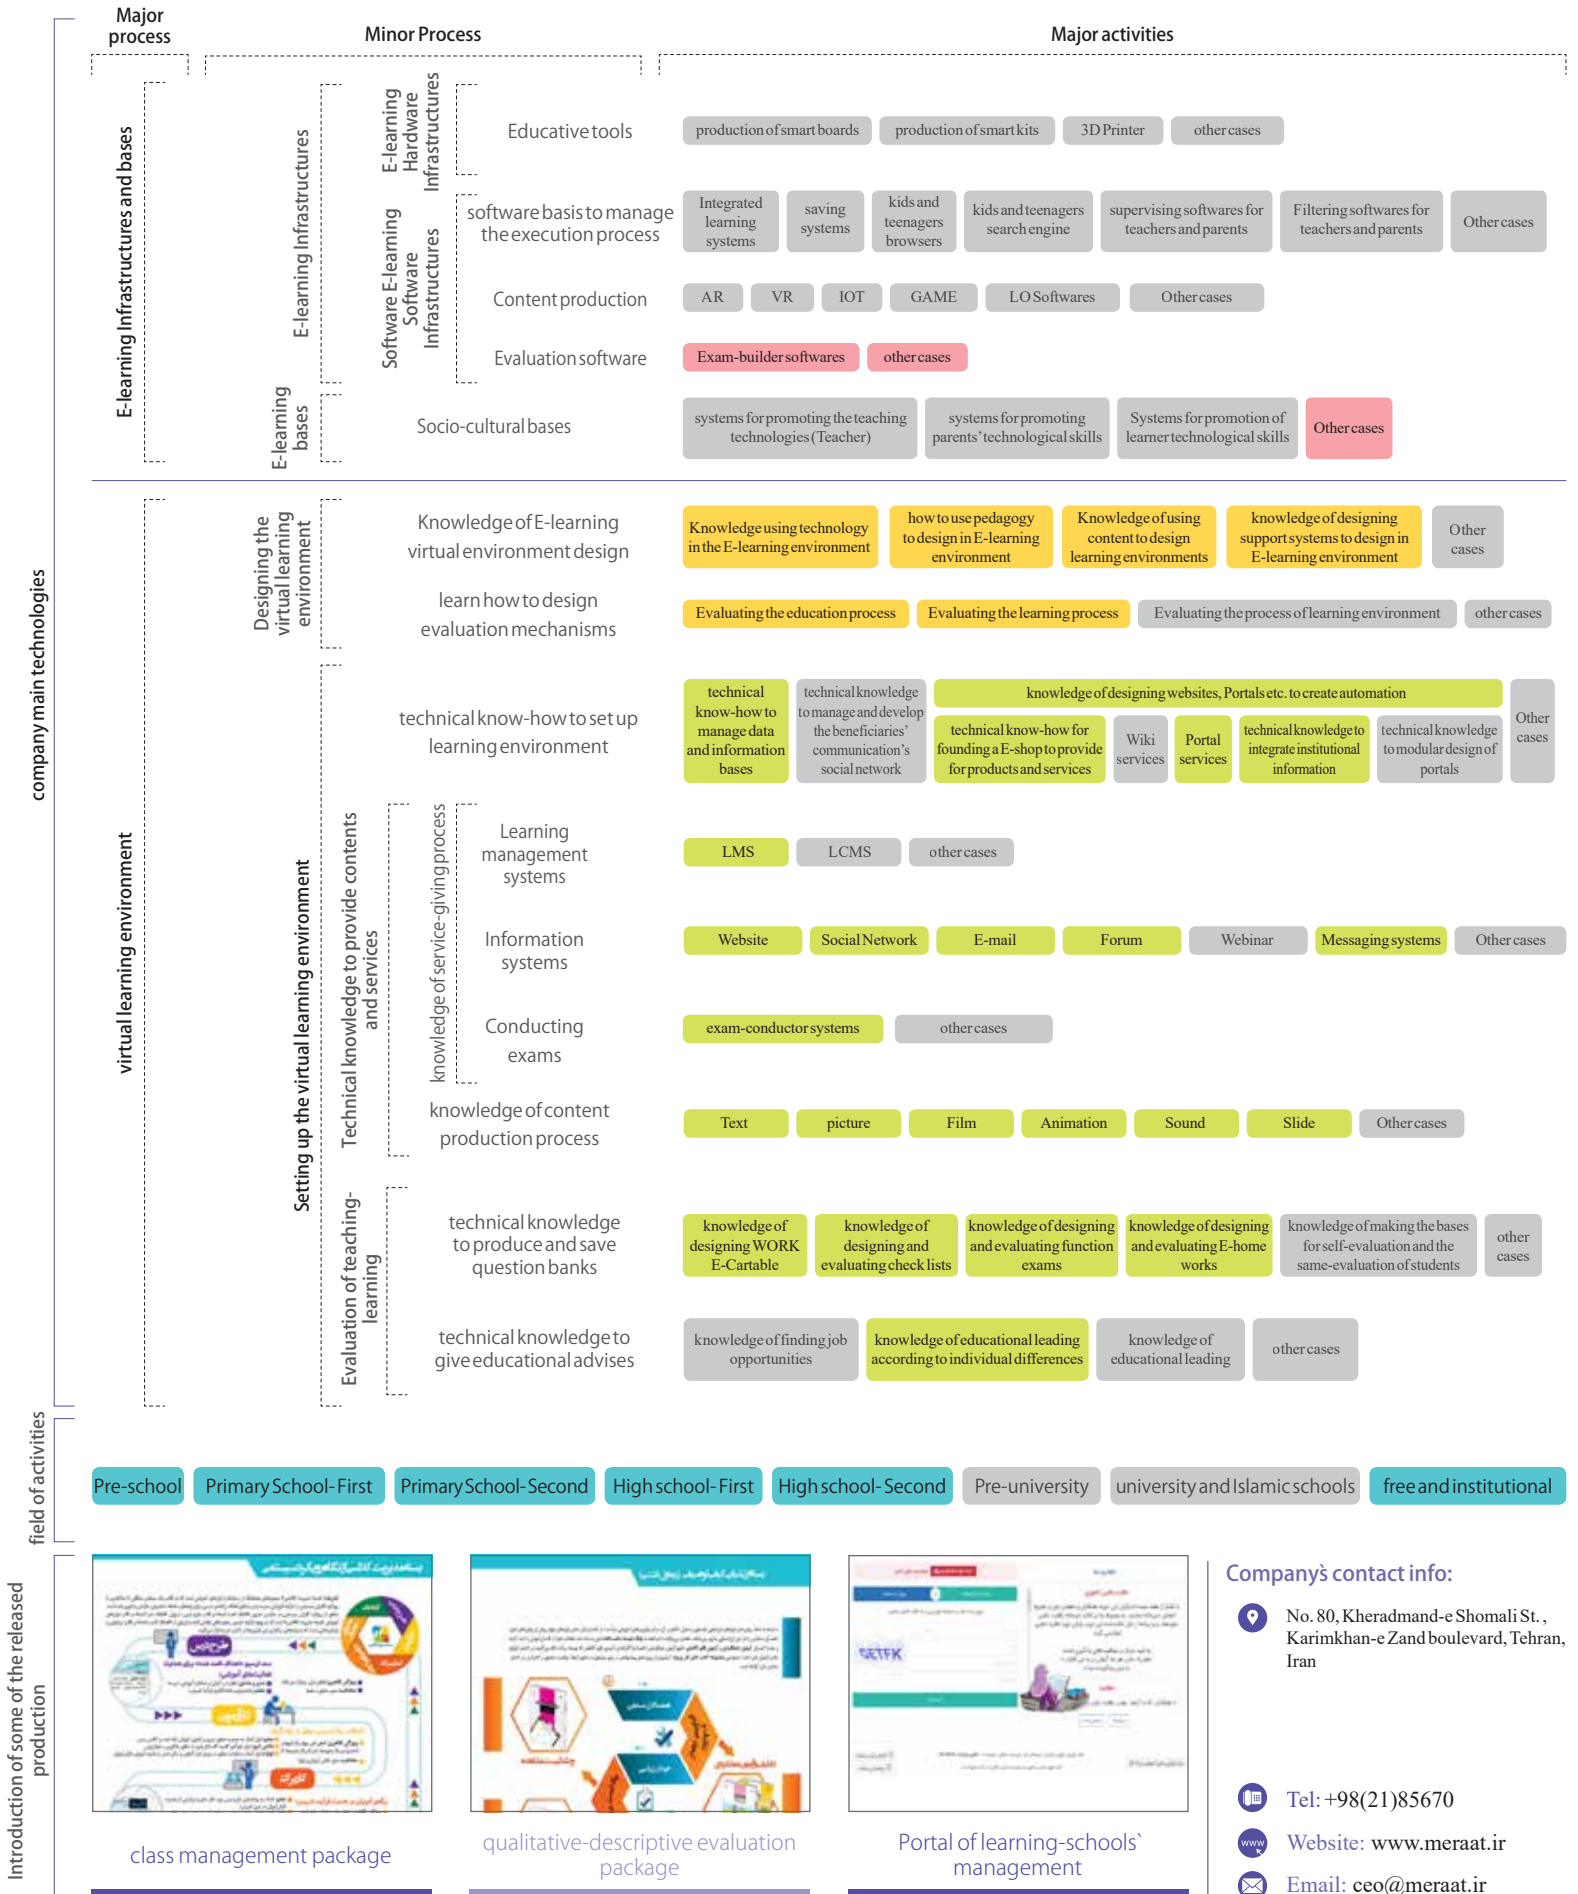 Major
process
Minor Process
Major activities
company main technologies
E-learning Infrastructures and bases
E-learning Infrastructures
E-learning
Hardware
Infrastructures
Educative tools
production of smart boards
production of smart kits
3D Printer
other cases
Software E-learning
Software
Infrastructures
software basis to manage
the execution process
Integrated
learning
systems
saving
systems
kids and
teenagers
browsers
kids and teenagers
search engine
supervising softwares for
teachers and parents
Filtering softwares for
teachers and parents
Other cases
Content production
AR
VR
IOT
GAME
LO Softwares
Other cases
Evaluation software
Exam-builder softwares
other cases
E-learning
bases
Socio-cultural bases
systems for promoting the teaching
technologies (Teacher)
systems for promoting
parents' technological skills
Systems for promotion of
learner technological skills
Other cases
virtual learning environment
Designing the
virtual learning
environment
Knowledge of E-learning
virtual environment design
Knowledge using technology
in the E-learning environment
how to use pedagogy
to design in E-learning
environment
Knowledge of using
content to design
learning environments
knowledge of designing
support systems to design in
E-learning environment
Other
cases
learn how to design
evaluation mechanisms
Evaluating the education process
Evaluating the learning process
Evaluating the process of learning environment
other cases
Setting up the virtual learning environment
technical know-how to set up
learning environment
technical
know-how to
manage data
and information
bases
technical knowledge
to manage and develop
the beneficiaries'
communication's
social network
knowledge of designing websites, Portals etc. to create automation
technical know-how for
founding a E-shop to provide
for products and services
Wiki
services
Portal
services
technical knowledge to
integrate institutional
information
technical knowledge
to modular design of
portals
Other
cases
Technical knowledge to provide contents
and services
knowledge of service-giving process
Learning
management
systems
LMS
LCMS
other cases
Information
systems
Website
Social Network
E-mail
Forum
Webinar
Messaging systems
Other cases
Conducting
exams
exam-conductor systems
other cases
knowledge of content
production process
Text
picture
Film
Animation
Sound
Slide
Other cases
Evaluation of teaching-
learning
technical knowledge
to produce and save
question banks
knowledge of
designing WORK
E-Cartable
knowledge of
designing and
evaluating check lists
knowledge of designing
and evaluating function
exams
knowledge of designing
and evaluating E-home
works
knowledge of making the bases
for self-evaluation and the
same-evaluation of students
other
cases
technical knowledge to
give educational advises
knowledge of finding job
opportunities
knowledge of educational leading
according to individual differences
knowledge of
educational leading
other cases
field of activities
Pre-school
Primary School- First
Primary School- Second
High school- First
High school- Second
Pre-university
university and Islamic schools
free and institutional
Introduction of some of the released
production
class management package
qualitative-descriptive evaluation
package
Portal of learning-schools`
management
Company`s contact info:
No. 80, Kheradmand-e Shomali St. ,
Karimkhan-e Zand boulevard, Tehran,
Iran
Tel: +98(21)85670
www
Website: www.meraat.ir
Email: ceo@meraat.ir